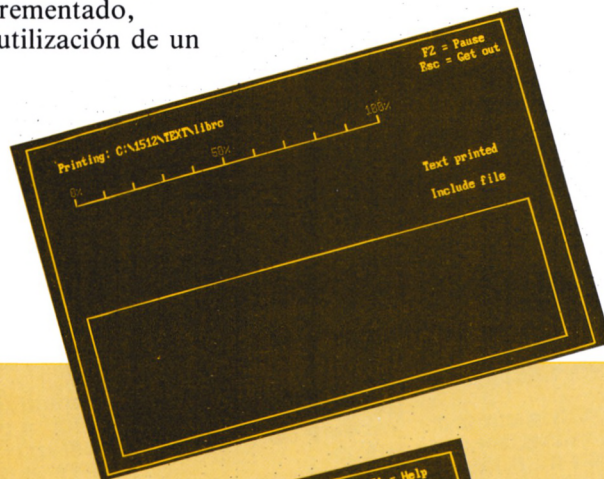 rementado,
utilización de un
F2 = Pause
Esc = Get out
Printing: C:\1512\TEXT\libro
0% 50% 100%
Text printed
Include file
= Help